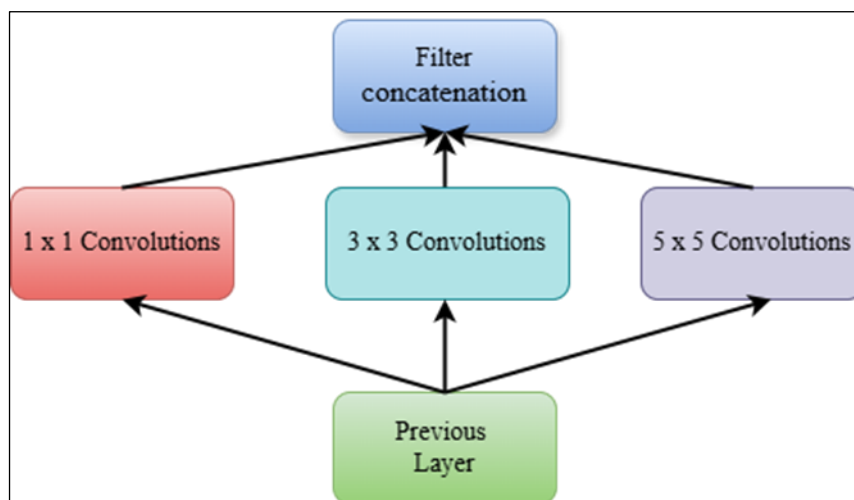 Filter
concatenation
1 x 1 Convolutions
3 x 3 Convolutions
5 x 5 Convolutions
Previous
Layer